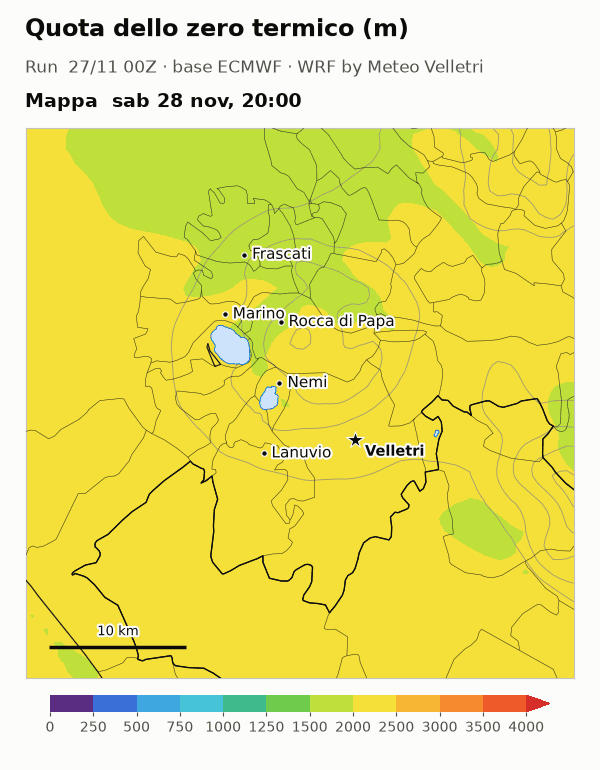 Quota dello zero termico (m)
Run 27/11 00Z · base ECMWF · WRF by Meteo Velletri
Mappa sab 28 nov, 20:00
Frascati
Marino
Rocca di Papa
Nemi
Velletri
Lanuvio
10 km
0 250 500 750 1000 1250 1500 2000 2500 3000 3500 4000